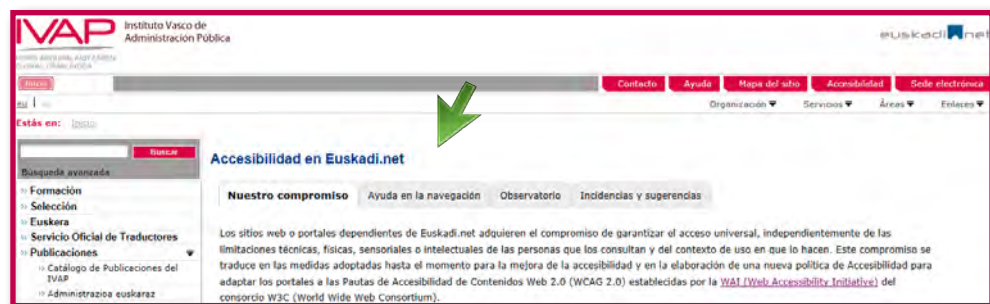 IVAP
Instituto Vasco de
Administración Pública
euskadi net
Inicio
Contacto Ayuda Mapa del sitio Accesibilidad Sede electrónica
eu
Organización Servicios Áreas Enlaces
Estás en: Inicio
Buscar
Búsqueda avanzada
Accesibilidad en Euskadi.net
Nuestro compromiso Ayuda en la navegación Observatorio Incidencias y sugerencias
» Formación
» Selección
» Euskera
» Servicio Oficial de Traductores
» Publicaciones
» Catálogo de Publicaciones del
IVAP
» Administrazioa euskaraz
Los sitios web o portales dependientes de Euskadi.net adquieren el compromiso de garantizar el acceso universal, independientemente de las
limitaciones técnicas, físicas, sensoriales o intelectuales de las personas que los consultan y del contexto de uso en que lo hacen. Este compromiso se
traduce en las medidas adoptadas hasta el momento para la mejora de la accesibilidad y en la elaboración de una nueva política de Accesibilidad para
adaptar los portales a las Pautas de Accesibilidad de Contenidos Web 2.0 (WCAG 2.0) establecidas por la WAI (Web Accessibility Initiative) del
consorcio W3C (World Wide Web Consortium).